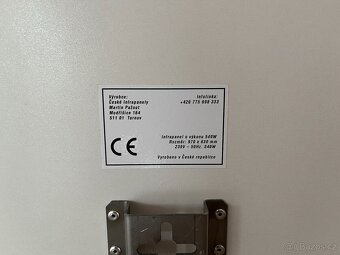 Výrobce:
České Infrapanely
Martin Pažout
Modřišice 164
511 01 Turnov
Infolinka:
+420 775 698 333
CE
Infrapanel o výkonu 540W
Rozměr: 970 x 630 mm
230V - 50Hz, 540W
Vyrobeno v České republice